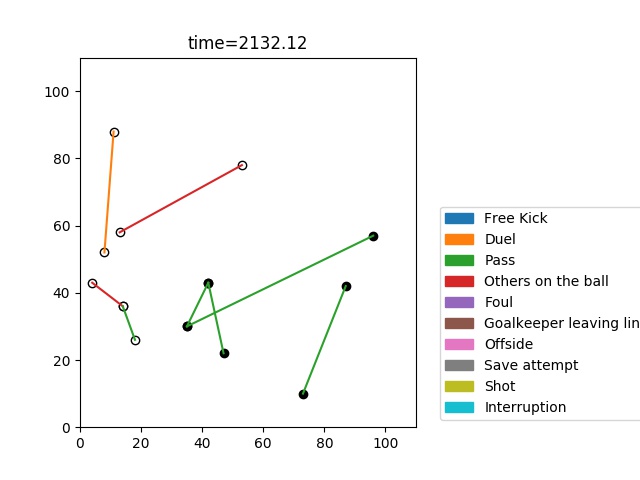 time=2132.12
100
80
60
40
20
0
0 20 40 60 80 100
Free Kick
Duel
Pass
Others on the ball
Foul
Goalkeeper leaving lin
Offside
Save attempt
Shot
Interruption